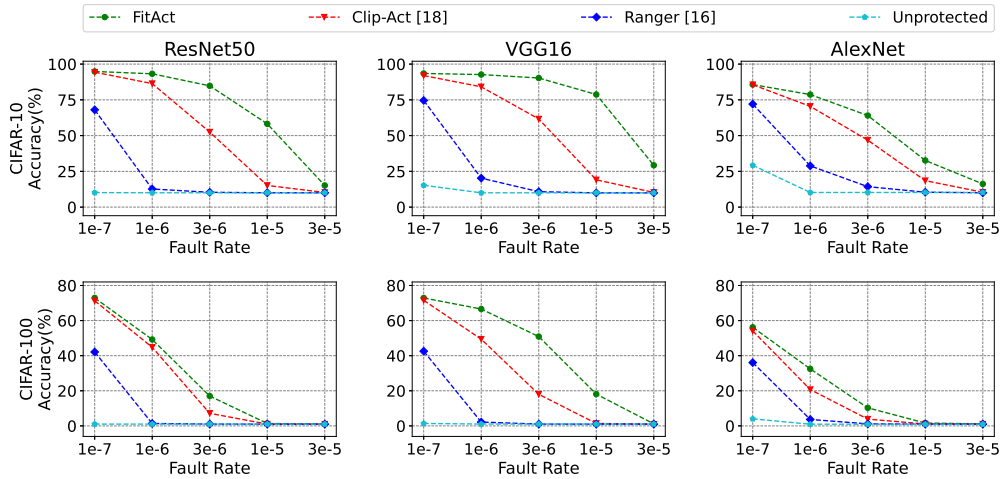 FitAct Clip-Act [18] Ranger [16] Unprotected
ResNet50 VGG16 AlexNet
CIFAR-10
Accuracy(%)
100 75 50 25 0
100 75 50 25 0
100 75 50 25 0
1e-7 1e-6 3e-6 1e-5 3e-5 1e-7 1e-6 3e-6 1e-5 3e-5 1e-7 1e-6 3e-6 1e-5 3e-5
Fault Rate Fault Rate Fault Rate
CIFAR-100
Accuracy(%)
80 60 40 20 0
80 60 40 20 0
80 60 40 20 0
1e-7 1e-6 3e-6 1e-5 3e-5 1e-7 1e-6 3e-6 1e-5 3e-5 1e-7 1e-6 3e-6 1e-5 3e-5
Fault Rate Fault Rate Fault Rate